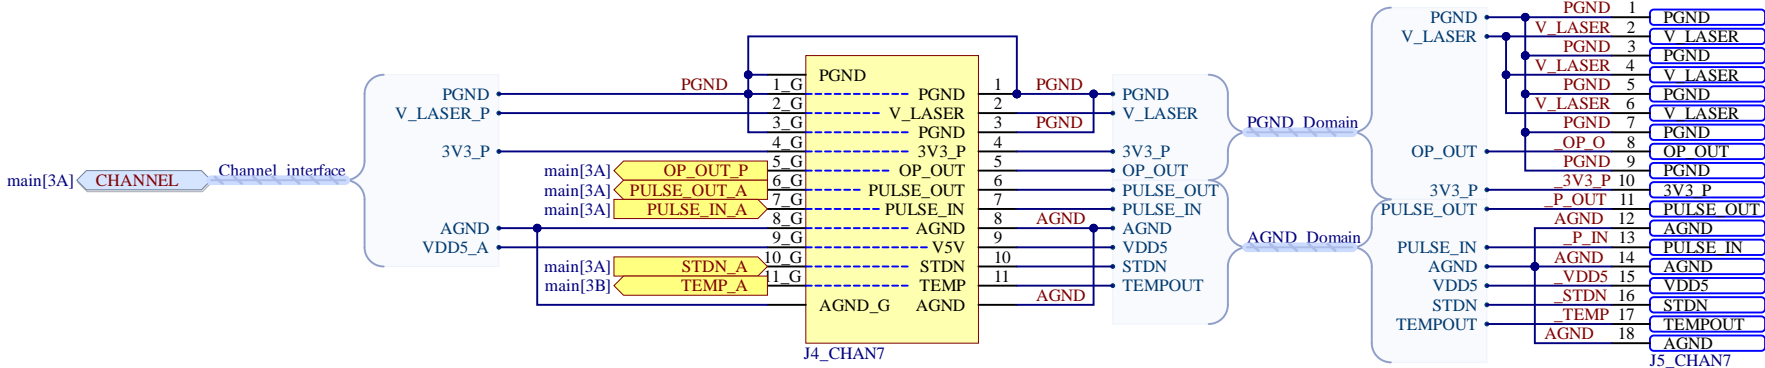 main[3A] CHANNEL Channel_interface
PGND
V_LASER_P
3V3_P
AGND
VDD5_A
PGND
main[3A] OP_OUT_P
main[3A] PULSE_OUT_A
main[3A] PULSE_IN_A
main[3A] STDN_A
main[3B] TEMP_A
PGND
1_G PGND 1
2_G V_LASER 2
3_G PGND 3
4_G 3V3_P 4
5_G OP_OUT 5
6_G PULSE_OUT 6
7_G PULSE_IN 7
8_G AGND 8
9_G V5V 9
10_G STDN 10
11_G TEMP 11
AGND_G AGND
J4_CHAN7
PGND
PGND
AGND
AGND
PGND
V_LASER
3V3_P
OP_OUT
PULSE_OUT
PULSE_IN
AGND
VDD5
STDN
TEMPOUT
PGND_Domain
AGND_Domain
PGND
V_LASER
OP_OUT
3V3_P
PULSE_OUT
PULSE_IN
AGND
VDD5
STDN
TEMPOUT
PGND 1 PGND
V_LASER 2 V_LASER
PGND 3 PGND
V_LASER 4 V_LASER
PGND 5 PGND
V_LASER 6 V_LASER
PGND 7 PGND
_OP_O 8 OP_OUT
PGND 9 PGND
_3V3_P 10 3V3_P
_P_OUT 11 PULSE_OUT
AGND 12 AGND
_P_IN 13 PULSE_IN
AGND 14 AGND
_VDD5 15 VDD5
_STDN 16 STDN
_TEMP 17 TEMPOUT
AGND 18 AGND
J5_CHAN7